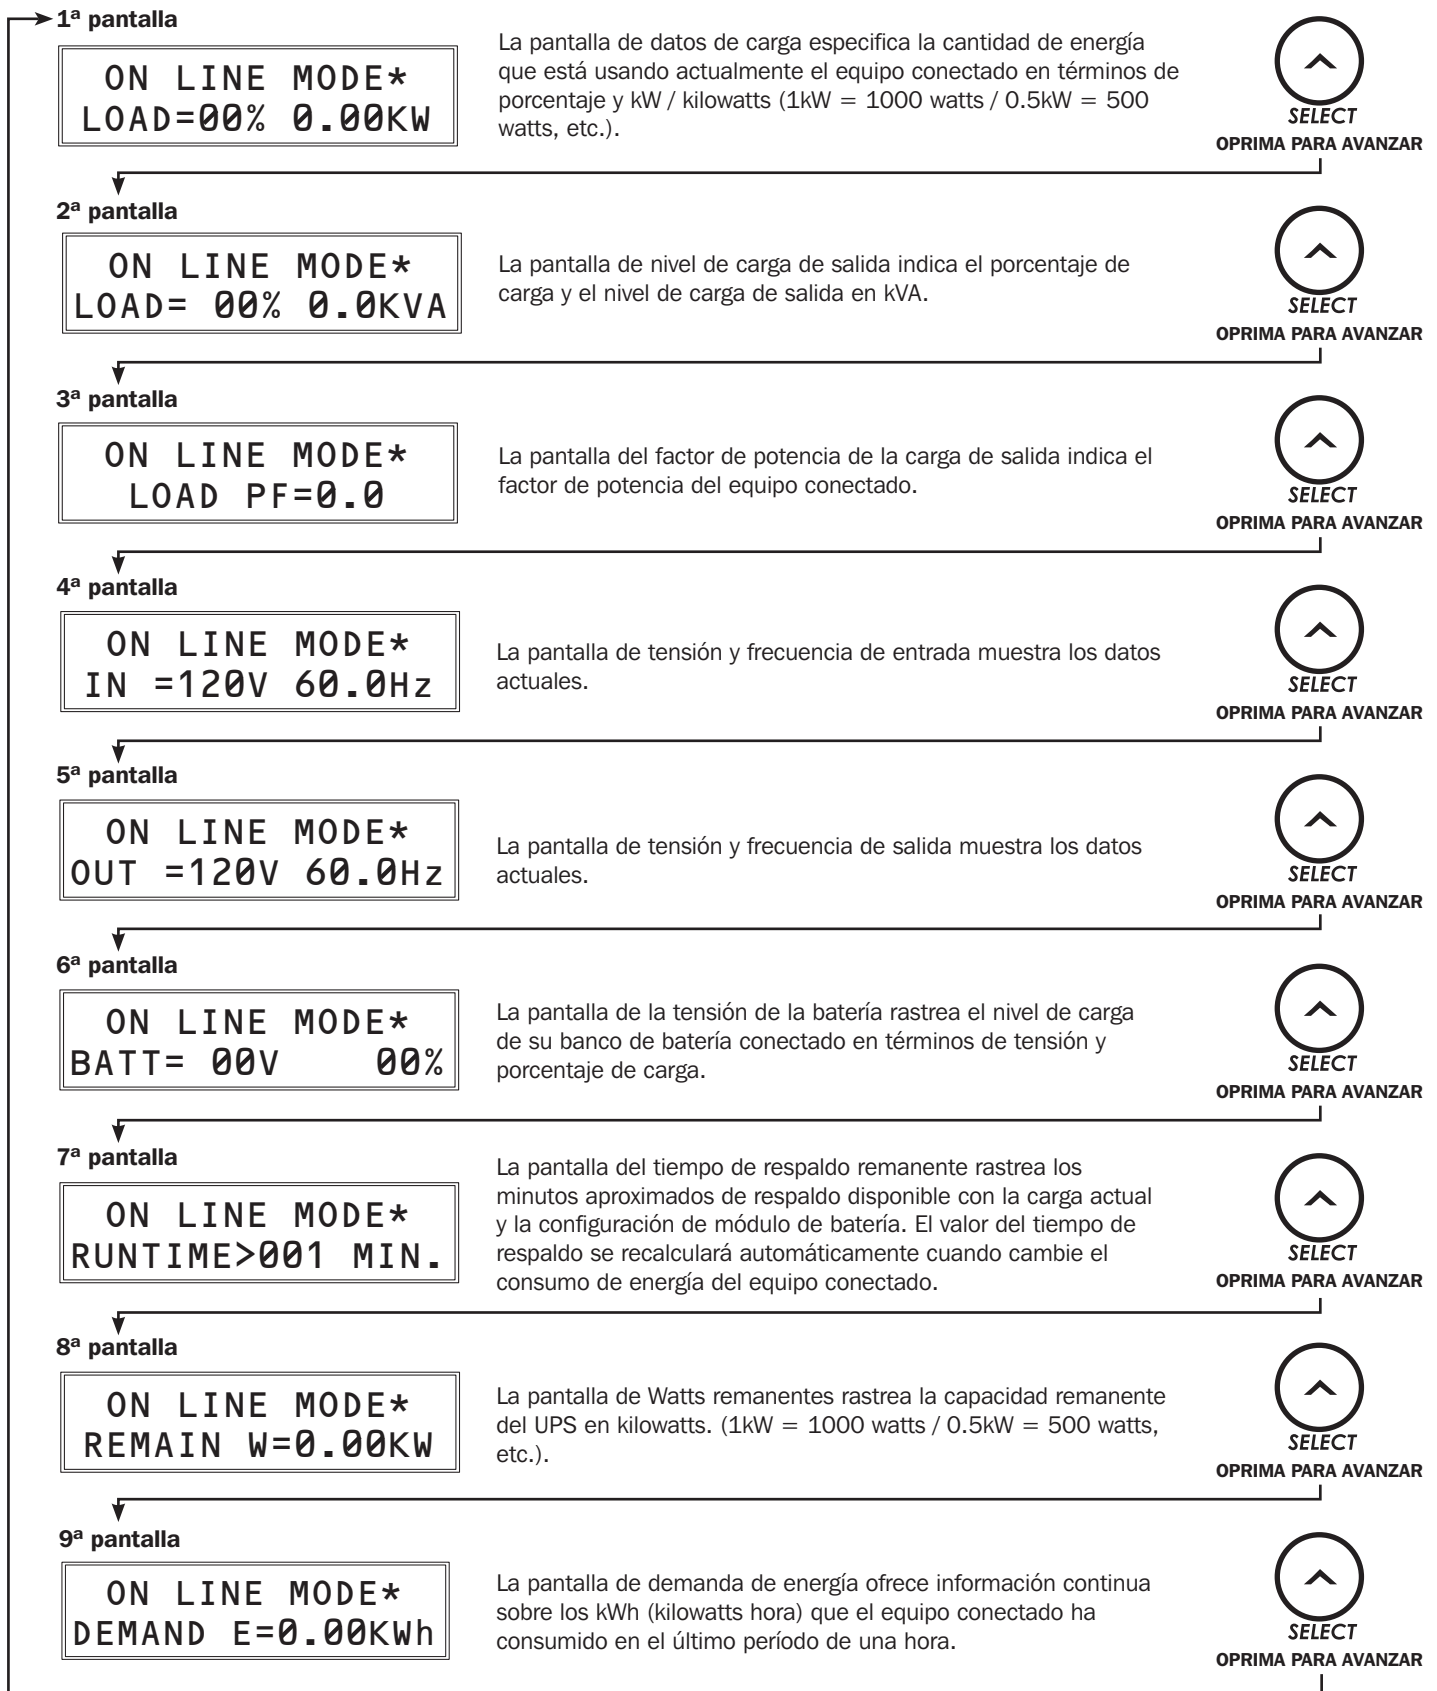 1ª pantalla
ON LINE MODE*
LOAD=00% 0.00KW
La pantalla de datos de carga especifica la cantidad de energía
que está usando actualmente el equipo conectado en términos de
porcentaje y kW / kilowatts (1kW = 1000 watts / 0.5kW = 500
watts, etc.).
SELECT
OPRIMA PARA AVANZAR
2ª pantalla
ON LINE MODE*
LOAD= 00% 0.0KVA
La pantalla de nivel de carga de salida indica el porcentaje de
carga y el nivel de carga de salida en kVA.
SELECT
OPRIMA PARA AVANZAR
3ª pantalla
ON LINE MODE*
LOAD PF=0.0
La pantalla del factor de potencia de la carga de salida indica el
factor de potencia del equipo conectado.
SELECT
OPRIMA PARA AVANZAR
4ª pantalla
ON LINE MODE*
IN =120V 60.0Hz
La pantalla de tensión y frecuencia de entrada muestra los datos
actuales.
SELECT
OPRIMA PARA AVANZAR
5ª pantalla
ON LINE MODE*
OUT =120V 60.0Hz
La pantalla de tensión y frecuencia de salida muestra los datos
actuales.
SELECT
OPRIMA PARA AVANZAR
6ª pantalla
ON LINE MODE*
BATT= 00V 00%
La pantalla de la tensión de la batería rastrea el nivel de carga
de su banco de batería conectado en términos de tensión y
porcentaje de carga.
SELECT
OPRIMA PARA AVANZAR
7ª pantalla
ON LINE MODE*
RUNTIME>001 MIN.
La pantalla del tiempo de respaldo remanente rastrea los
minutos aproximados de respaldo disponible con la carga actual
y la configuración de módulo de batería. El valor del tiempo de
respaldo se recalculará automáticamente cuando cambie el
consumo de energía del equipo conectado.
SELECT
OPRIMA PARA AVANZAR
8ª pantalla
ON LINE MODE*
REMAIN W=0.00KW
La pantalla de Watts remanentes rastrea la capacidad remanente
del UPS en kilowatts. (1kW = 1000 watts / 0.5kW = 500 watts,
etc.).
SELECT
OPRIMA PARA AVANZAR
9ª pantalla
ON LINE MODE*
DEMAND E=0.00KWh
La pantalla de demanda de energía ofrece información continua
sobre los kWh (kilowatts hora) que el equipo conectado ha
consumido en el último período de una hora.
SELECT
OPRIMA PARA AVANZAR